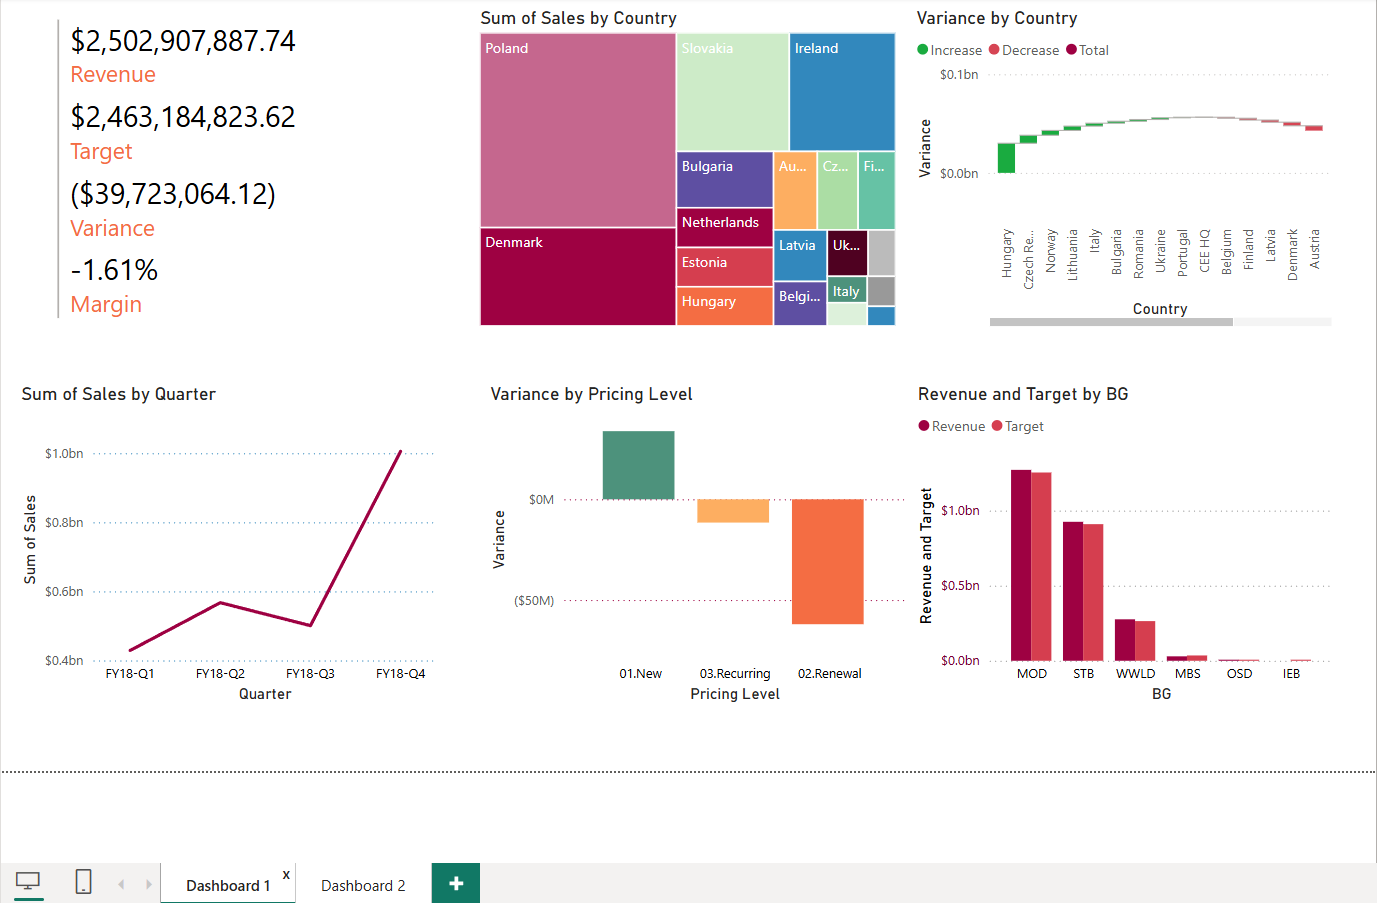 $2,502,907,887.74
Revenue
$2,463,184,823.62
Target
($39,723,064.12)
Variance
-1.61%
Margin
Sum of Sales by Country
Poland
Denmark
Slovakia
Ireland
Bulgaria
Netherlands
Estonia
Hungary
Au...
Cz...
Fi...
Latvia
Uk...
Belgi...
Italy
Variance by Country
Increase Decrease Total
$0.1bn
$0.0bn
Variance
Hungary
Czech Re...
Norway
Lithuania
Italy
Bulgaria
Romania
Ukraine
Portugal
CEE HQ
Belgium
Finland
Latvia
Denmark
Austria
Country
Sum of Sales by Quarter
Sum of Sales
$1.0bn
$0.8bn
$0.6bn
$0.4bn
FY18-Q1 FY18-Q2 FY18-Q3 FY18-Q4
Quarter
Variance by Pricing Level
Variance
$0M
($50M)
01.New 03.Recurring 02.Renewal
Pricing Level
Revenue and Target by BG
Revenue Target
Revenue and Target
$1.0bn
$0.5bn
$0.0bn
MOD STB WWLD MBS OSD IEB
BG
Dashboard 1 x
Dashboard 2